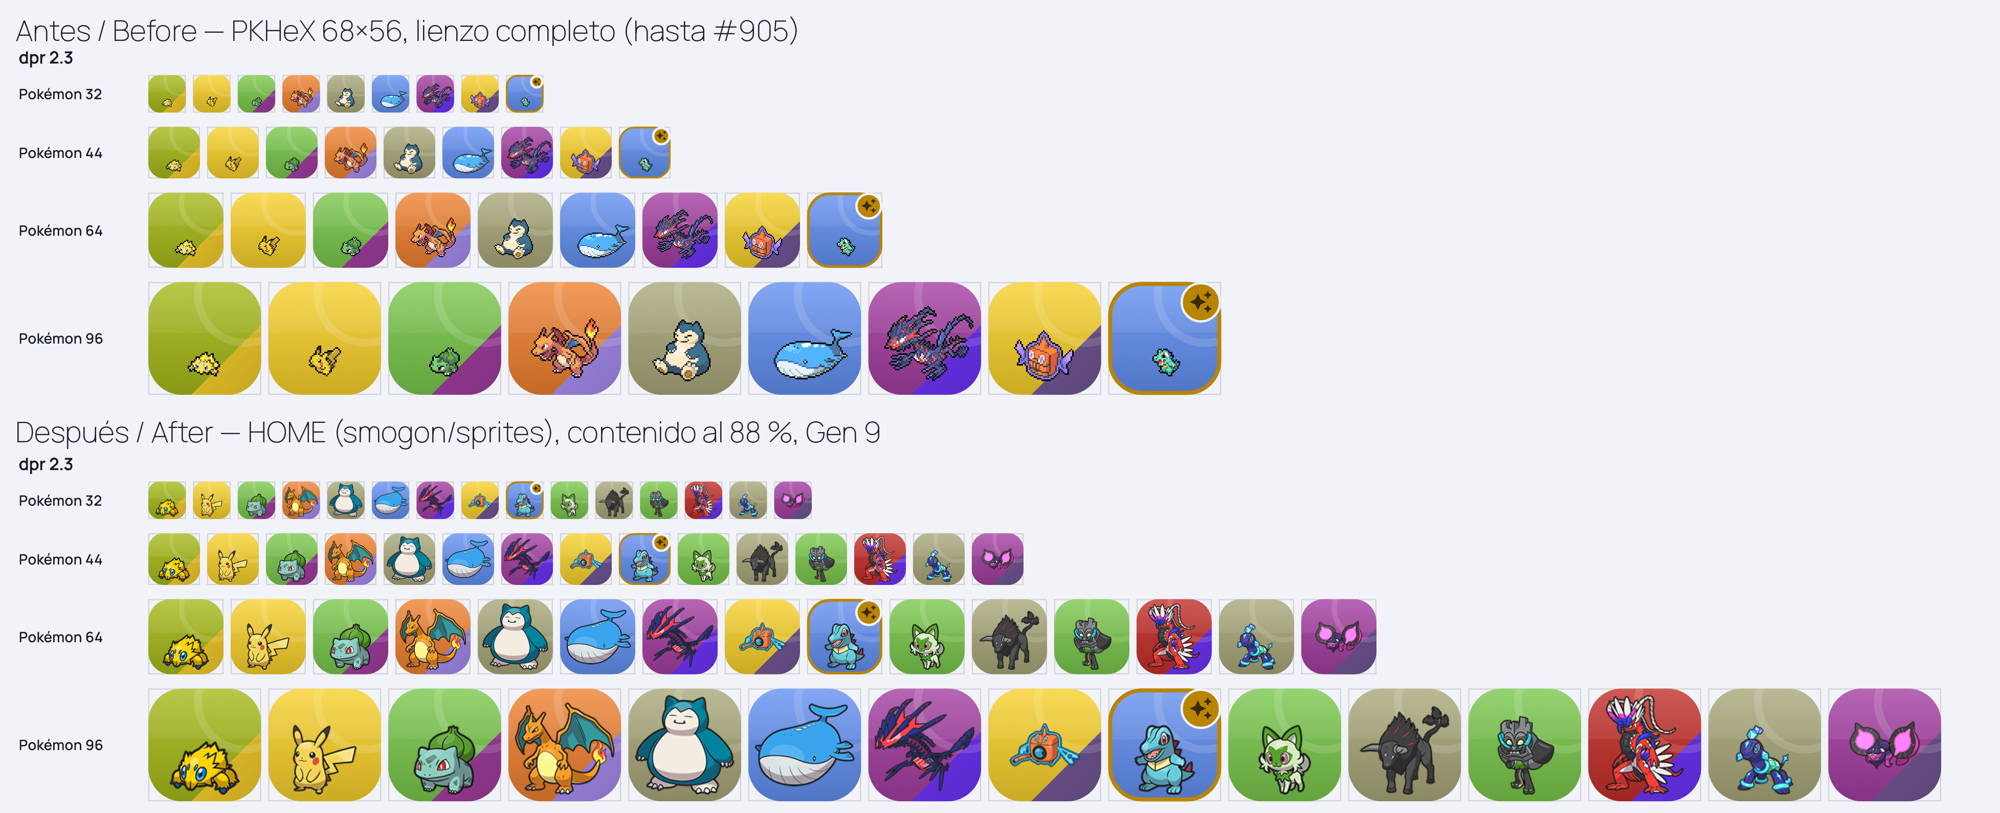 Antes / Before — PKHeX 68×56, lienzo completo (hasta #905)
dpr 2.3
Pokémon 32
Pokémon 44
Pokémon 64
Pokémon 96
Después / After — HOME (smogon/sprites), contenido al 88 %, Gen 9
dpr 2.3
Pokémon 32
Pokémon 44
Pokémon 64
Pokémon 96